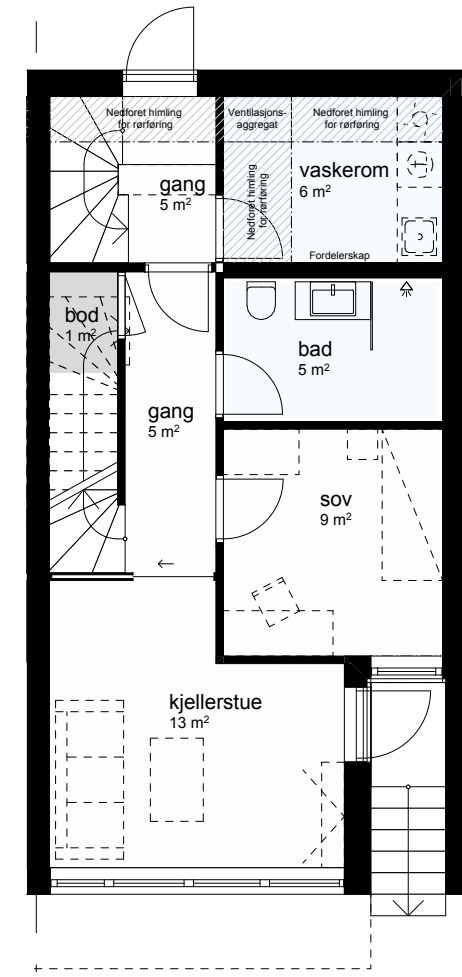 Nedforet himling
for rørføring
Ventilasjons-
aggregat
Nedforet himling
for rørføring
gang
5 m²
Nedforet himling
for rørføring
vaskerom
6 m²
Fordelerskap
bod
1 m²
bad
5 m²
gang
5 m²
sov
9 m²
kjellerstue
13 m²